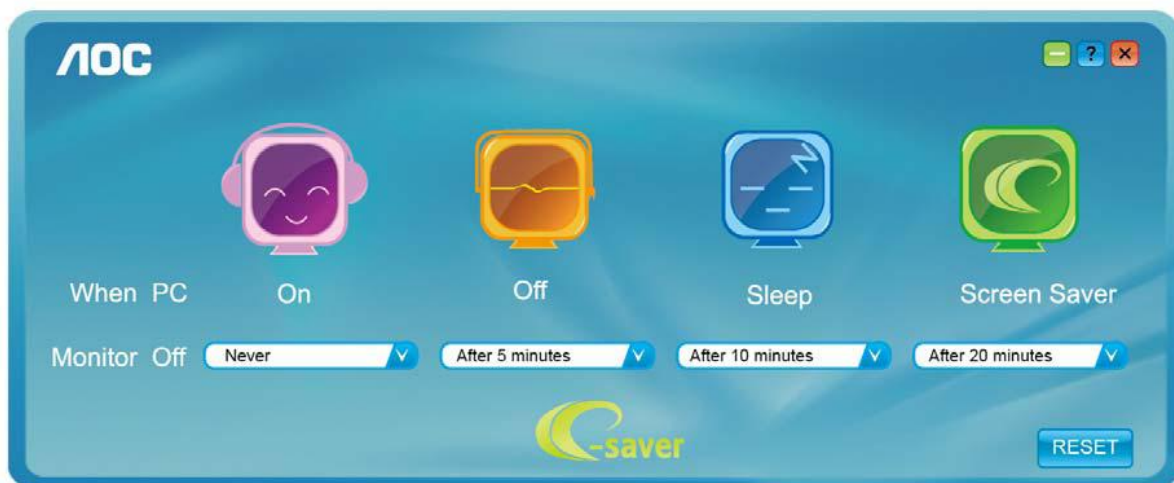 AOC
?
When PC On Off Sleep Screen Saver
Monitor Off Never After 5 minutes After 10 minutes After 20 minutes
e-saver
RESET